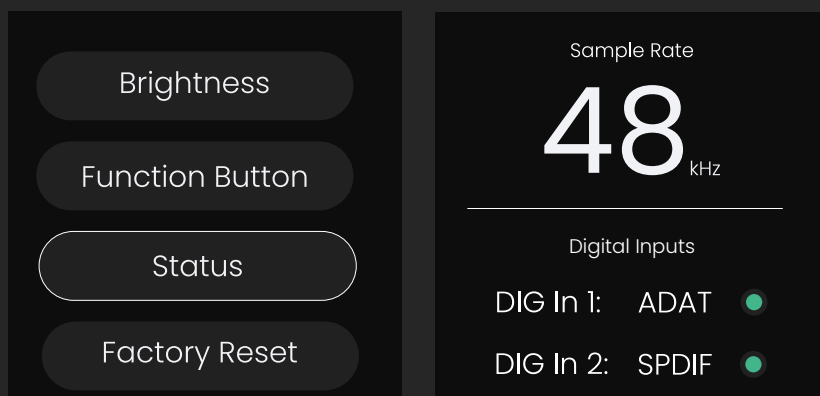 Brightness
Function Button
Status
Factory Reset
Sample Rate
48 kHz
Digital Inputs
DIG In 1: ADAT
DIG In 2: SPDIF